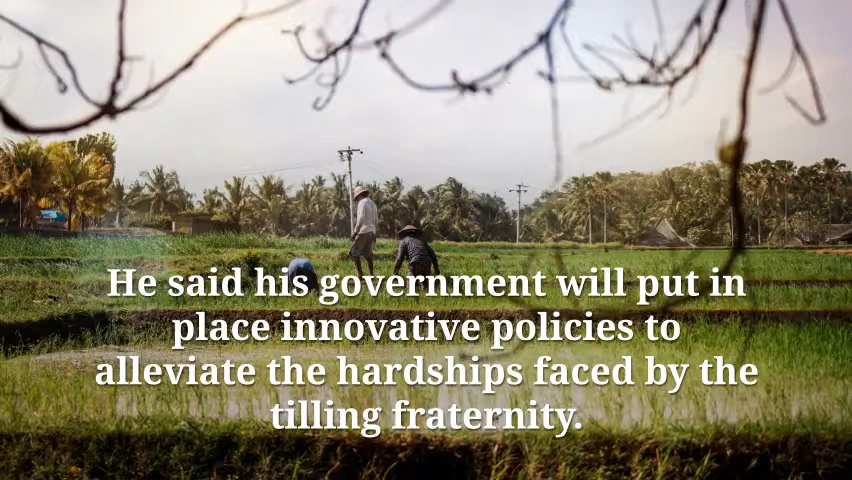 He said his government will put in
place innovative policies to
alleviate the hardships faced by the
tilling fraternity.